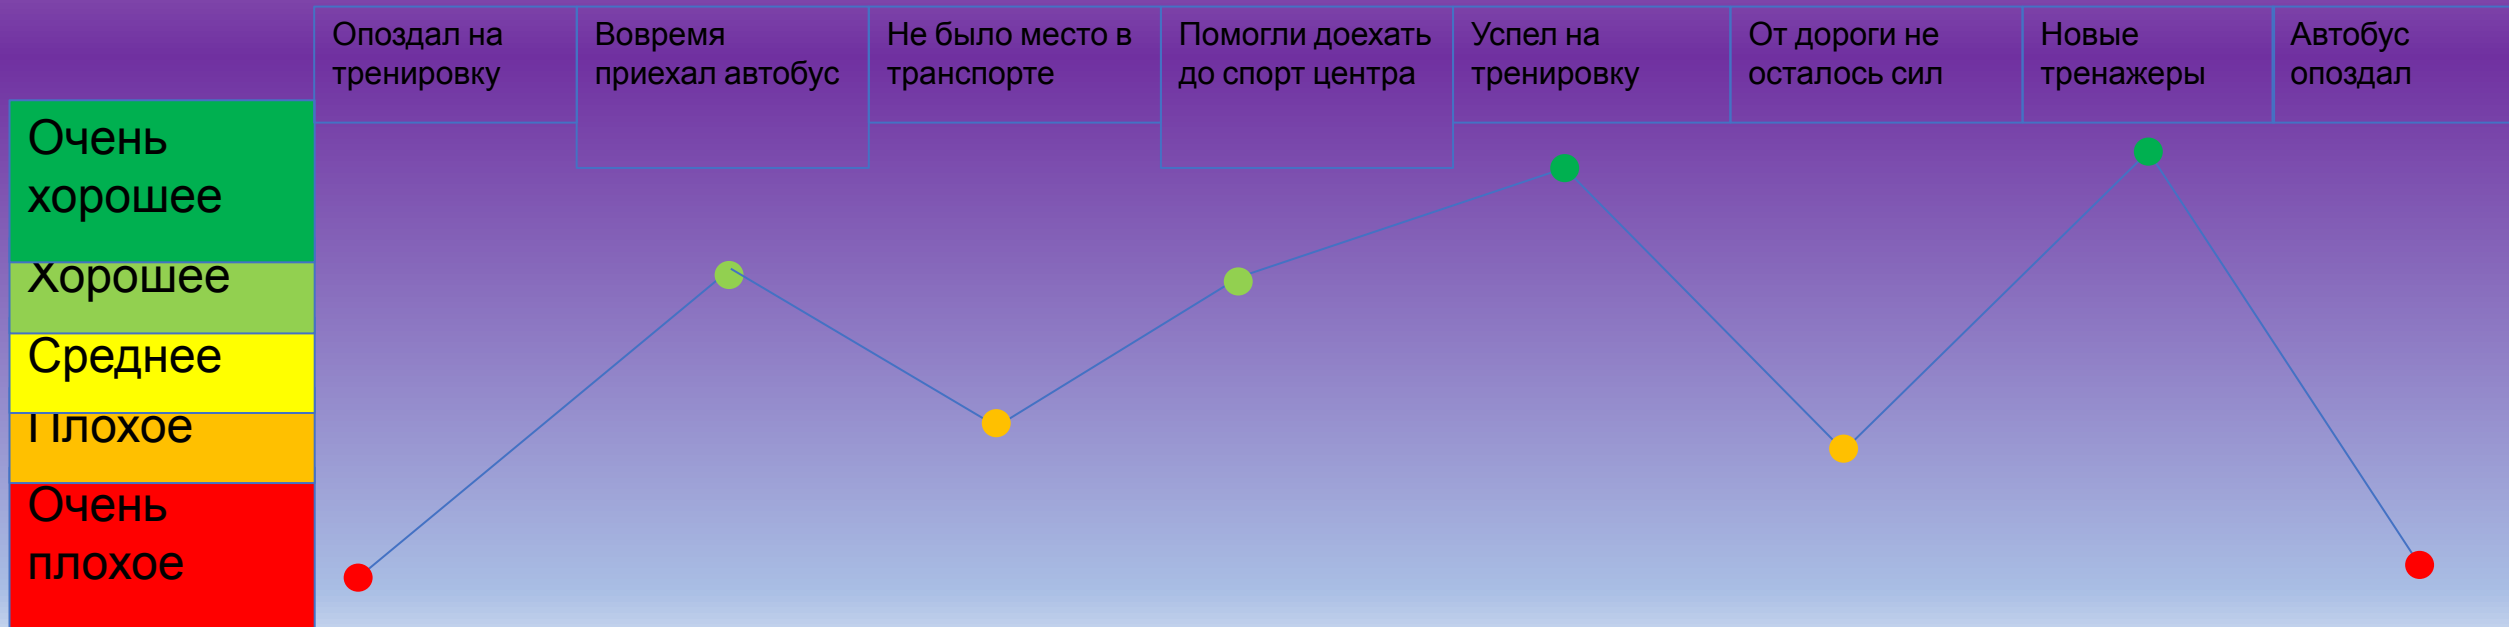 Опоздал на
тренировку
Вовремя
приехал автобус
Не было место в
транспорте
Помогли доехать
до спорт центра
Успел на
тренировку
От дороги не
осталось сил
Новые
тренажеры
Автобус
опоздал
Очень
хорошее
Хорошее
Среднее
Плохое
Очень
плохое